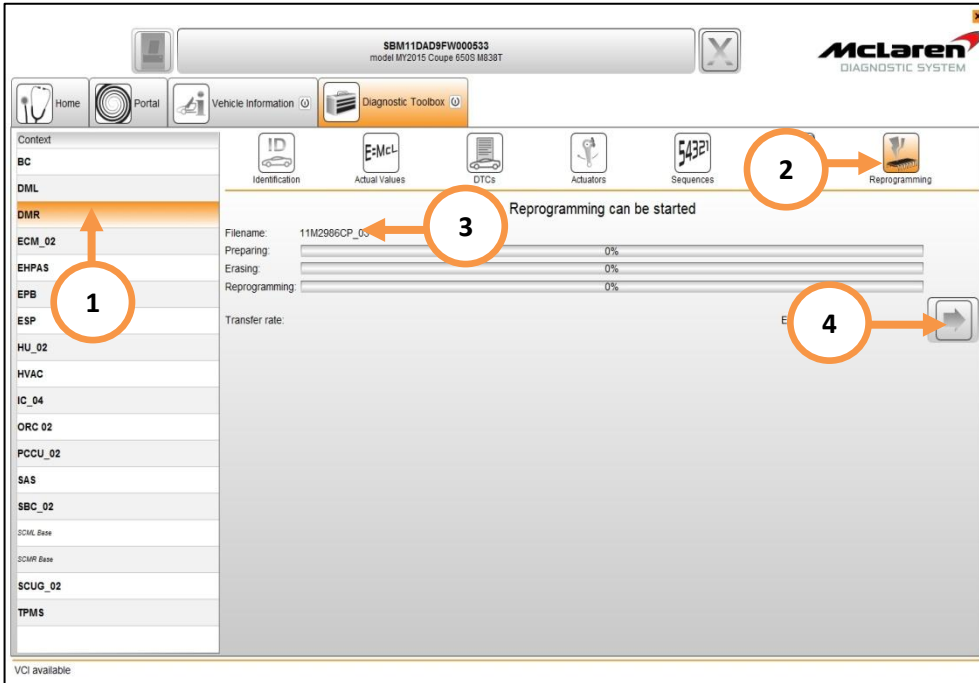 SBM11DAD9FW000533
model MY2015 Coupe 650S M838T
McLaren
DIAGNOSTIC SYSTEM
Home
Portal
Vehicle Information
Diagnostic Toolbox
Context
BC
DML
DMR
ECM_02
EHPAS
EPB
ESP
HU_02
HVAC
IC_04
ORC 02
PCCU_02
SAS
SBC_02
SCML Base
SCMR Base
SCUG_02
TPMS
ID
E=McL
54321
Identification
Actual Values
DTCs
Actuators
Sequences
Reprogramming
Reprogramming can be started
Filename: 11M2986CP_03
Preparing: 0%
Erasing: 0%
Reprogramming: 0%
Transfer rate:
1
2
3
4
VCI available